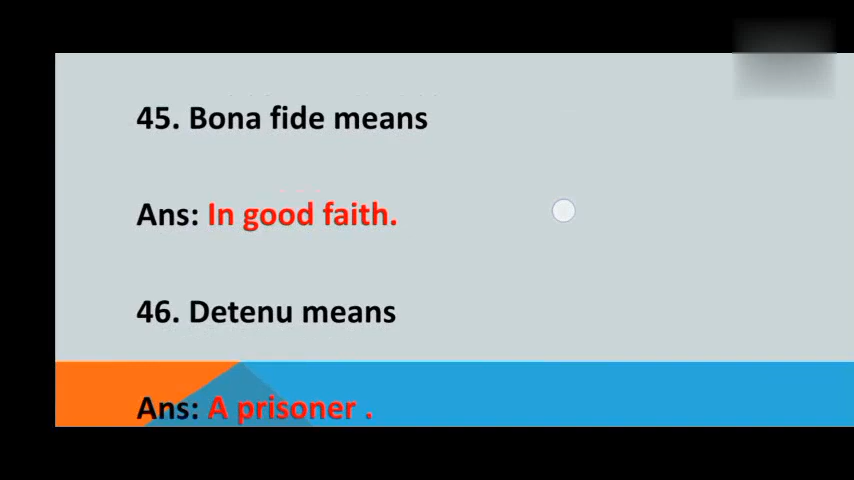 45. Bona fide means
Ans: In good faith.
46. Detenu means
Ans: A prisoner .